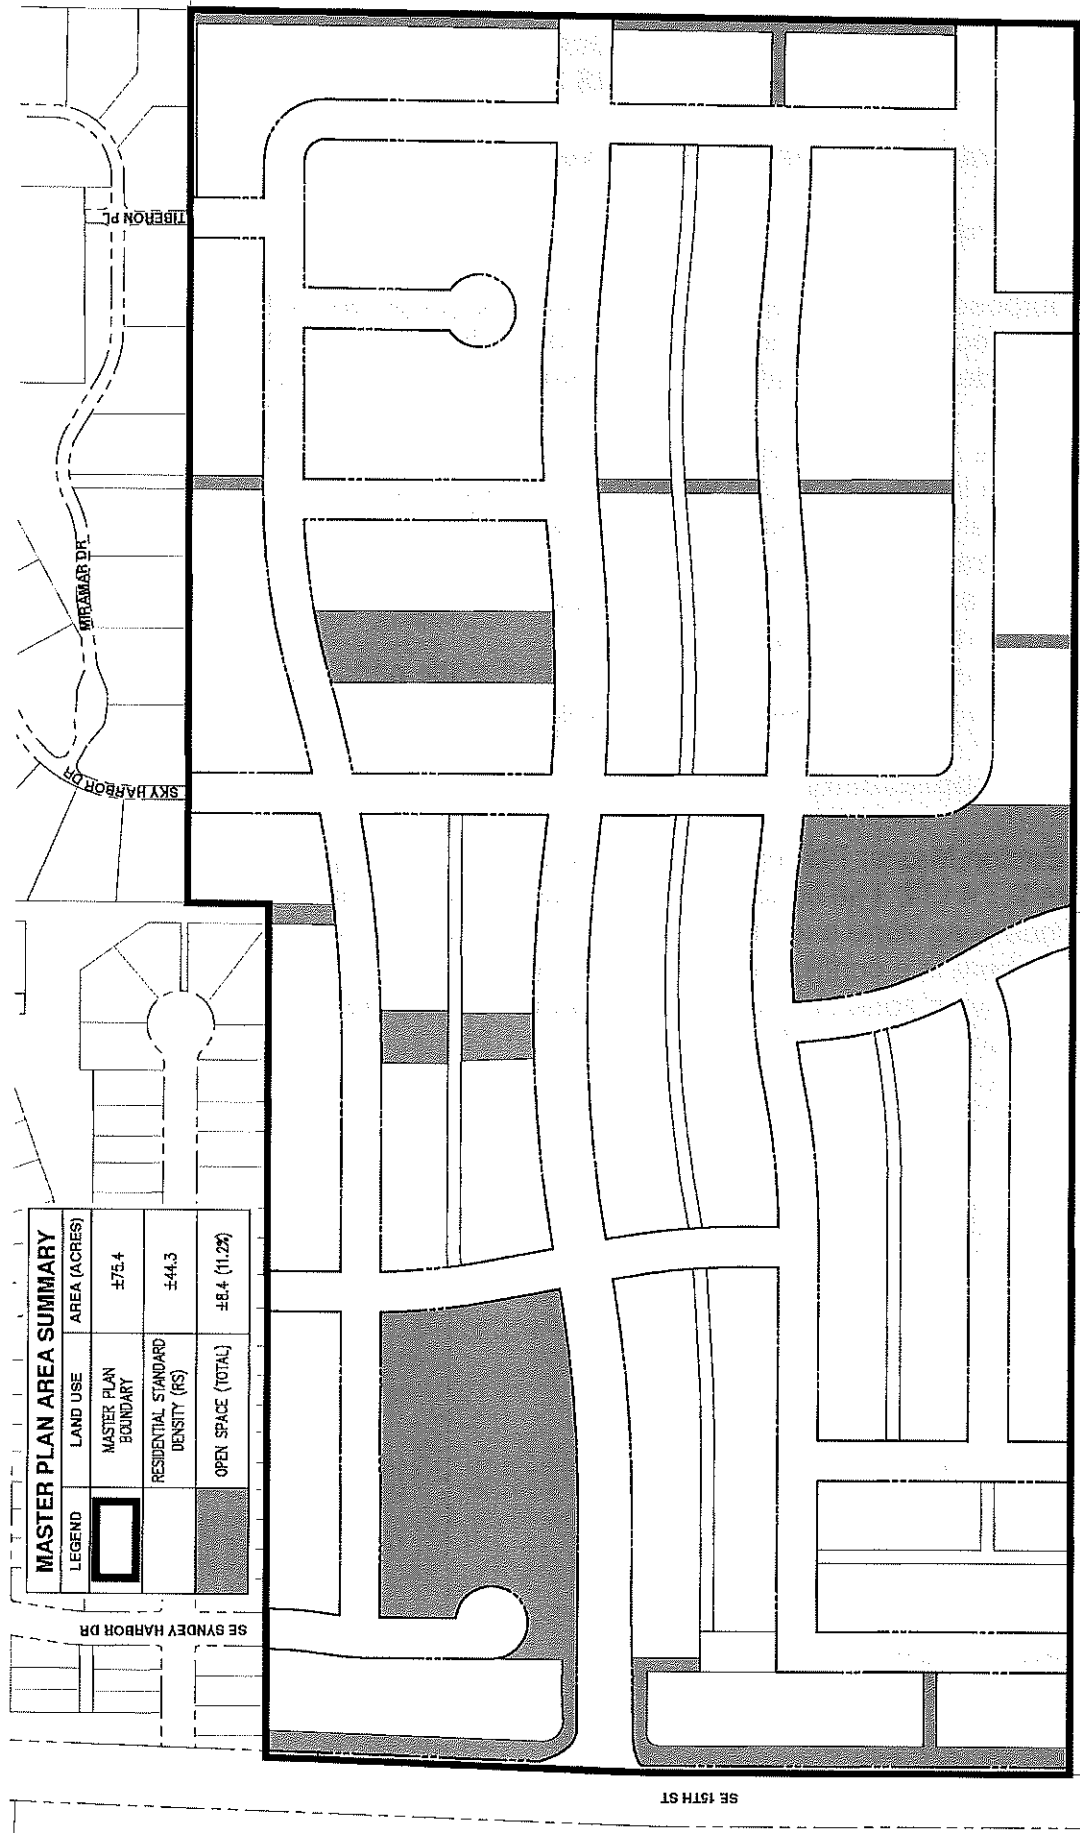 MASTER PLAN AREA SUMMARY
LEGEND LAND USE AREA (ACRES)
MASTER PLAN
BOUNDARY
±75.4
RESIDENTIAL STANDARD
DENSITY (RS)
±44.3
OPEN SPACE (TOTAL)
±8.4 (11.2%)
TIBERON PL
MIRAMAR DR
SKY HARBOR DR
SE SYNDEY HARBOR DR
SE 15TH ST